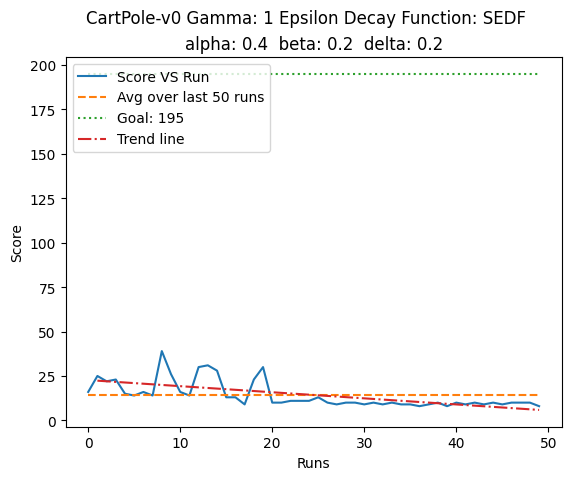 CartPole-v0 Gamma: 1 Epsilon Decay Function: SEDF
alpha: 0.4 beta: 0.2 delta: 0.2
Score VS Run
Avg over last 50 runs
Goal: 195
Trend line
200
175
150
125
100
75
50
25
0
Score
0 10 20 30 40 50
Runs